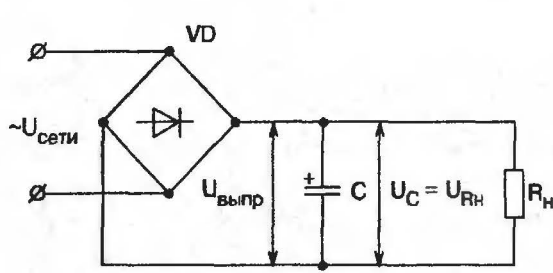 VD
~Uсети
Uвыпр
+
C
UC = URн
Rн